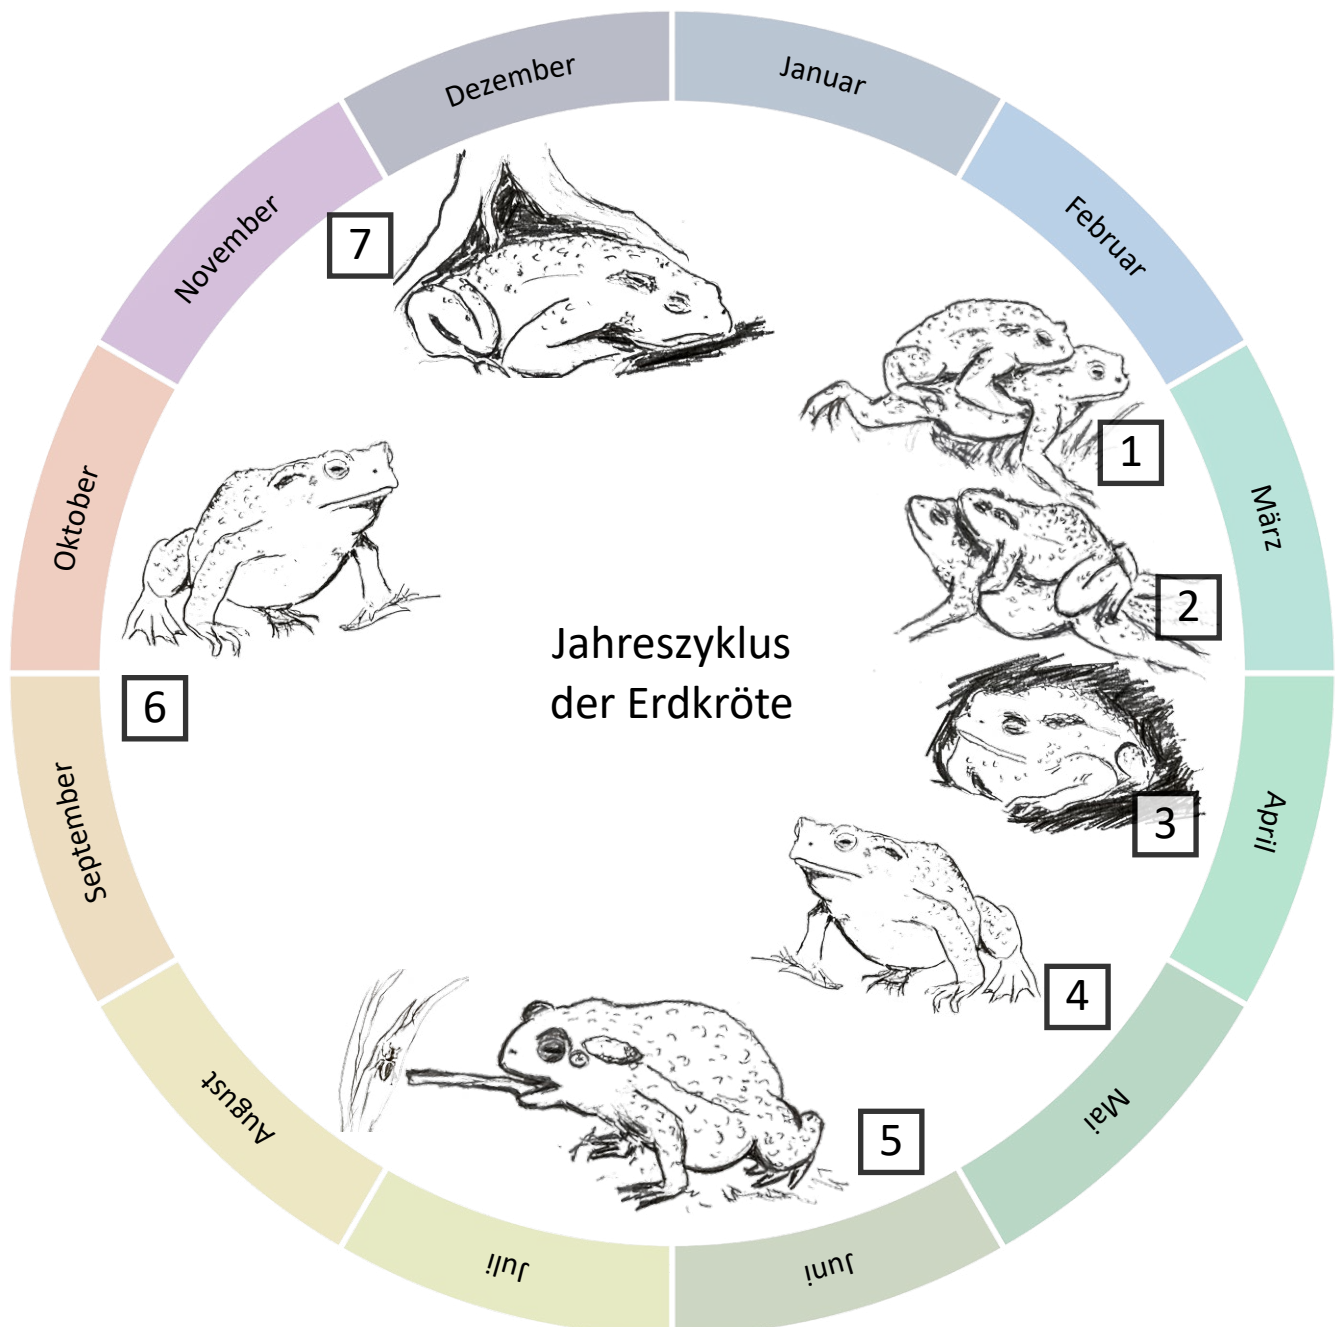 Januar
Februar
März
April
Mai
Juni
Juli
August
September
Oktober
November
Dezember
1
2
3
4
5
6
7
Jahreszyklus
der Erdkröte